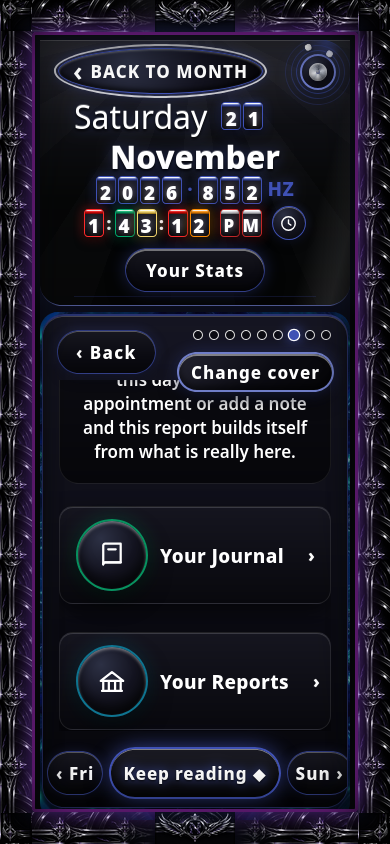 ‹ BACK TO MONTH
Saturday 21
November
2026 · 852 HZ
1:43:12 PM
Your Stats
‹ Back
Change cover
this day
appointment or add a note
and this report builds itself
from what is really here.
Your Journal ›
Your Reports ›
‹ Fri
Keep reading ◆
Sun ›